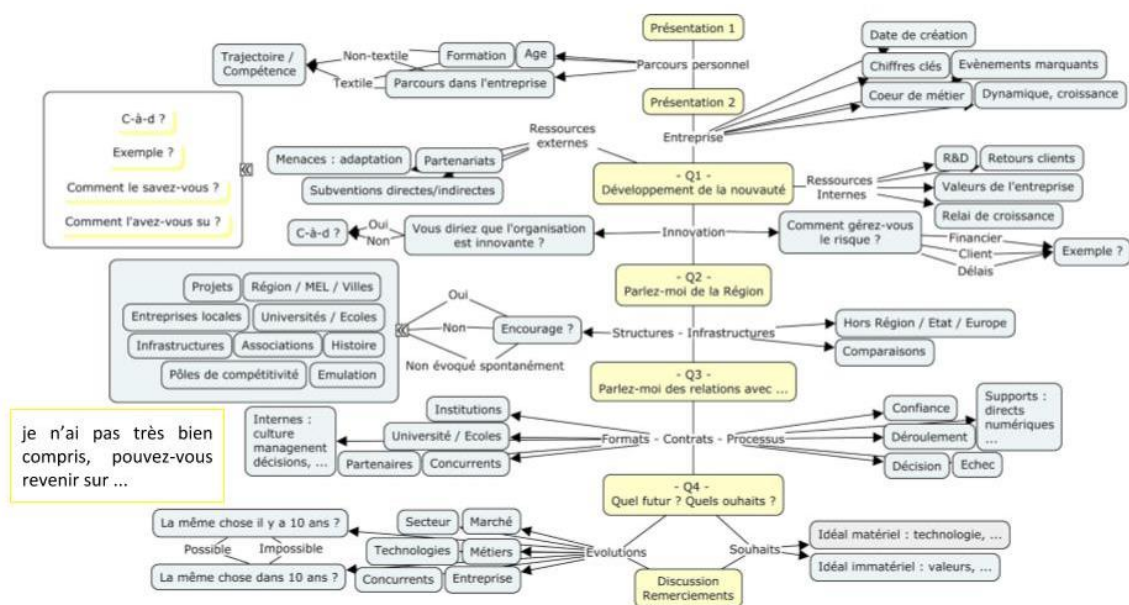 Présentation 1
Date de création
Trajectoire /
Compétence
Non-textile
Textile
Formation
Age
Parcours dans l'entreprise
Parcours personnel
Chiffres clés
Evènements marquants
Coeur de métier
Dynamique, croissance
Présentation 2
Entreprise
C-à-d ?
Exemple ?
Comment le savez-vous ?
Comment l'avez-vous su ?
Ressources
externes
Menaces : adaptation
Partenariats
Subventions directes/indirectes
- Q1 -
Développement de la nouvauté
Ressources
Internes
R&D
Retours clients
Valeurs de l'entreprise
Relai de croissance
C-à-d ?
Oui
Non
Vous diriez que l'organisation
est innovante ?
Innovation
Comment gérez-vous
le risque ?
Financier
Client
Délais
Exemple ?
- Q2 -
Parlez-moi de la Région
Projets
Région / MEL / Villes
Entreprises locales
Universités / Ecoles
Infrastructures
Associations
Histoire
Pôles de compétitivité
Emulation
Oui
Non
Non évoqué spontanément
Encourage ?
Structures - Infrastructures
Hors Région / Etat / Europe
Comparaisons
- Q3 -
Parlez-moi des relations avec ...
je n'ai pas très bien
compris, pouvez-vous
revenir sur ...
Internes :
culture
management
décisions, ...
Institutions
Université / Ecoles
Partenaires
Concurrents
Formats - Contrats - Processus
Confiance
Déroulement
Décision
Echec
Supports :
directs
numériques
...
- Q4 -
Quel futur ? Quels ouhaits ?
La même chose il y a 10 ans ?
Possible
Impossible
La même chose dans 10 ans ?
Secteur
Marché
Technologies
Métiers
Concurrents
Entreprise
Evolutions
Souhaits
Idéal matériel : technologie, ...
Idéal immatériel : valeurs, ...
Discussion
Remerciements